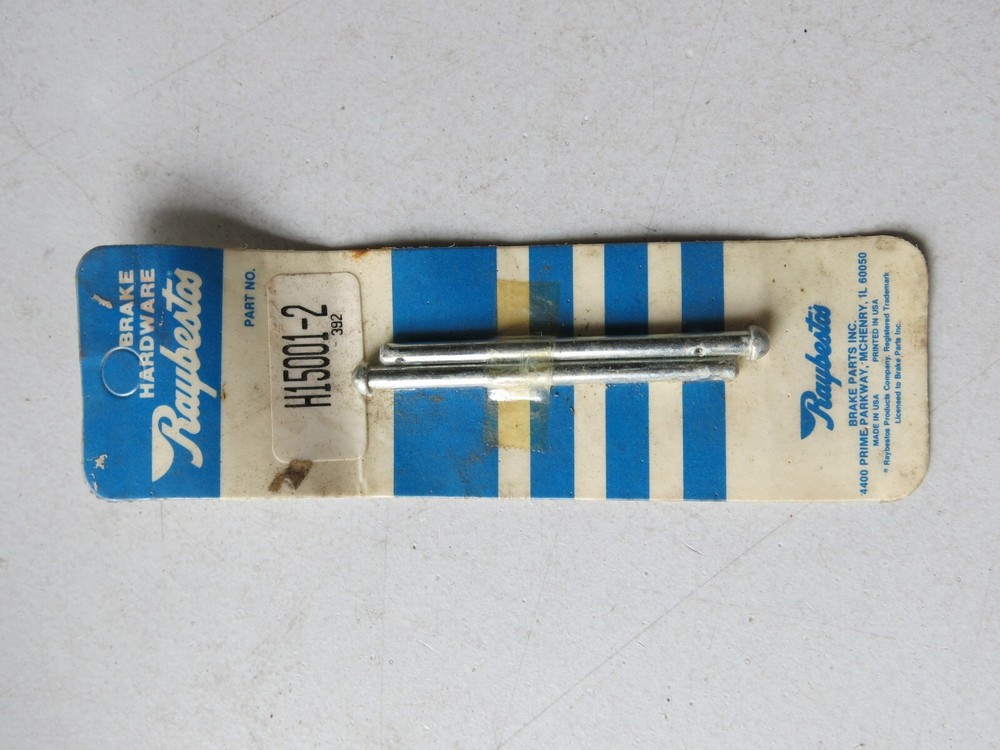 BRAKE
HARDWARE
Raybestos®
PART NO.
H15001-2
392
Raybestos®
BRAKE PARTS INC.
4400 PRIME PARKWAY, MCHENRY, IL 60050
MADE IN USA PRINTED IN USA
® Raybestos Products Company, Registered Trademark
Licensed to Brake Parts Inc.